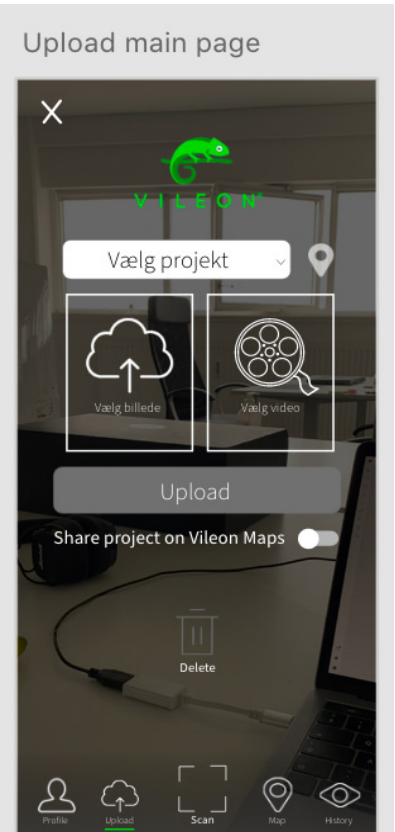 Upload main page
VILEON
Vælg projekt
Vælg billede
Vælg video
Upload
Share project on Vileon Maps
Delete
Profile
Upload
Scan
Map
History